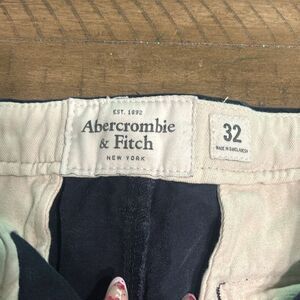 EST. 1892
Abercrombie
& Fitch
NEW YORK
32
MADE IN BANGLADESH